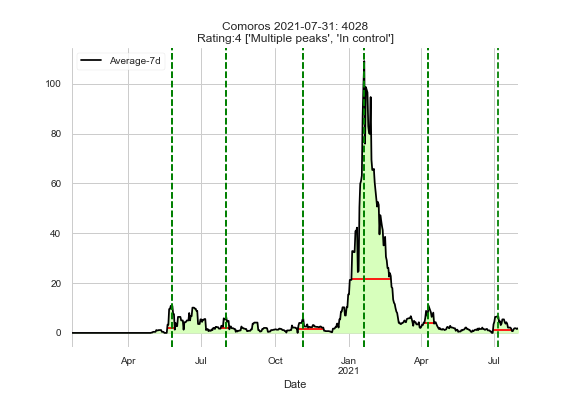 Comoros 2021-07-31: 4028
Rating:4 ['Multiple peaks', 'In control']
Average-7d
100
80
60
40
20
0
Apr
Jul
Oct
Jan
2021
Apr
Jul
Date